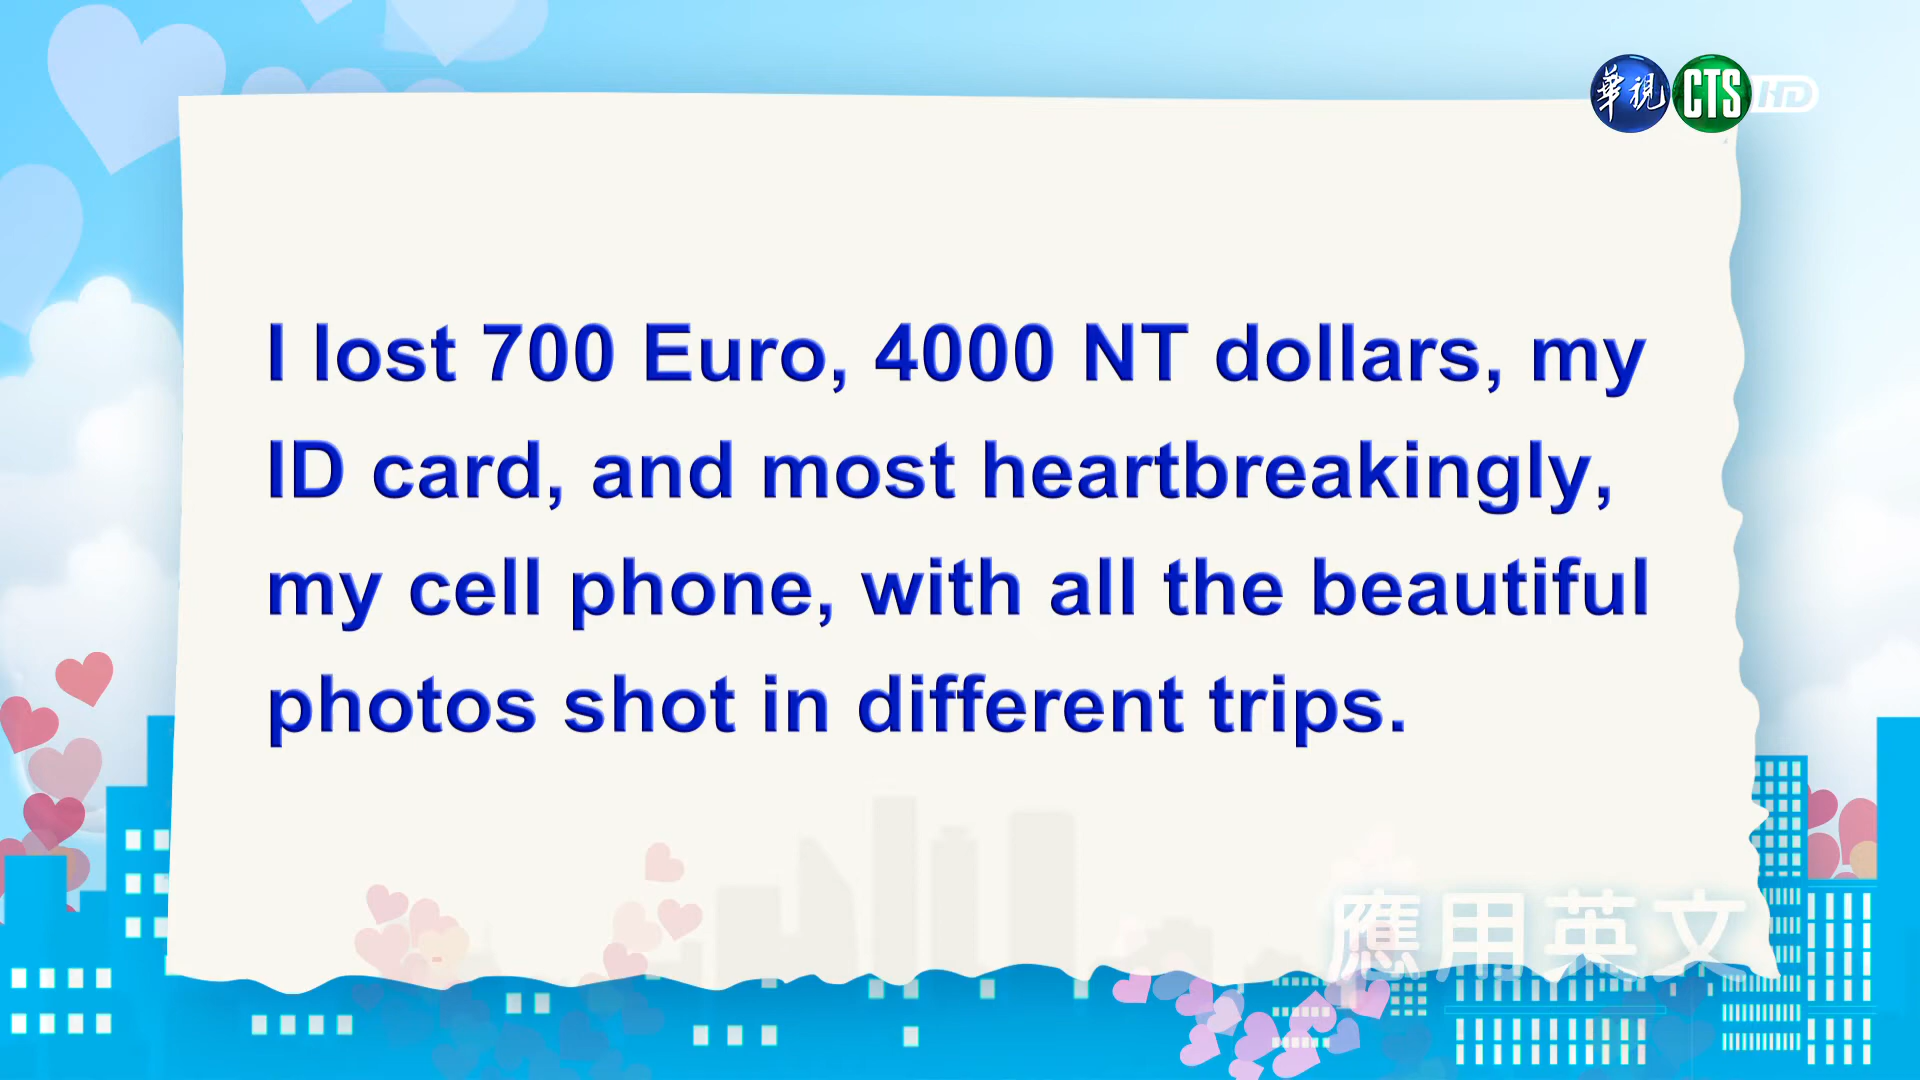 華視 CTS HD
I lost 700 Euro, 4000 NT dollars, my
ID card, and most heartbreakingly,
my cell phone, with all the beautiful
photos shot in different trips.
應用英文